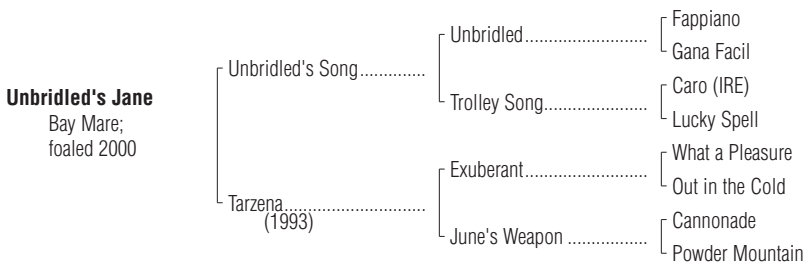 Unbridled's Jane
Bay Mare;
foaled 2000
Unbridled's Song..............
Tarzena..............................
(1993)
Unbridled..........................
Trolley Song......................
Exuberant..........................
June's Weapon .................
Fappiano
Gana Facil
Caro (IRE)
Lucky Spell
What a Pleasure
Out in the Cold
Cannonade
Powder Mountain